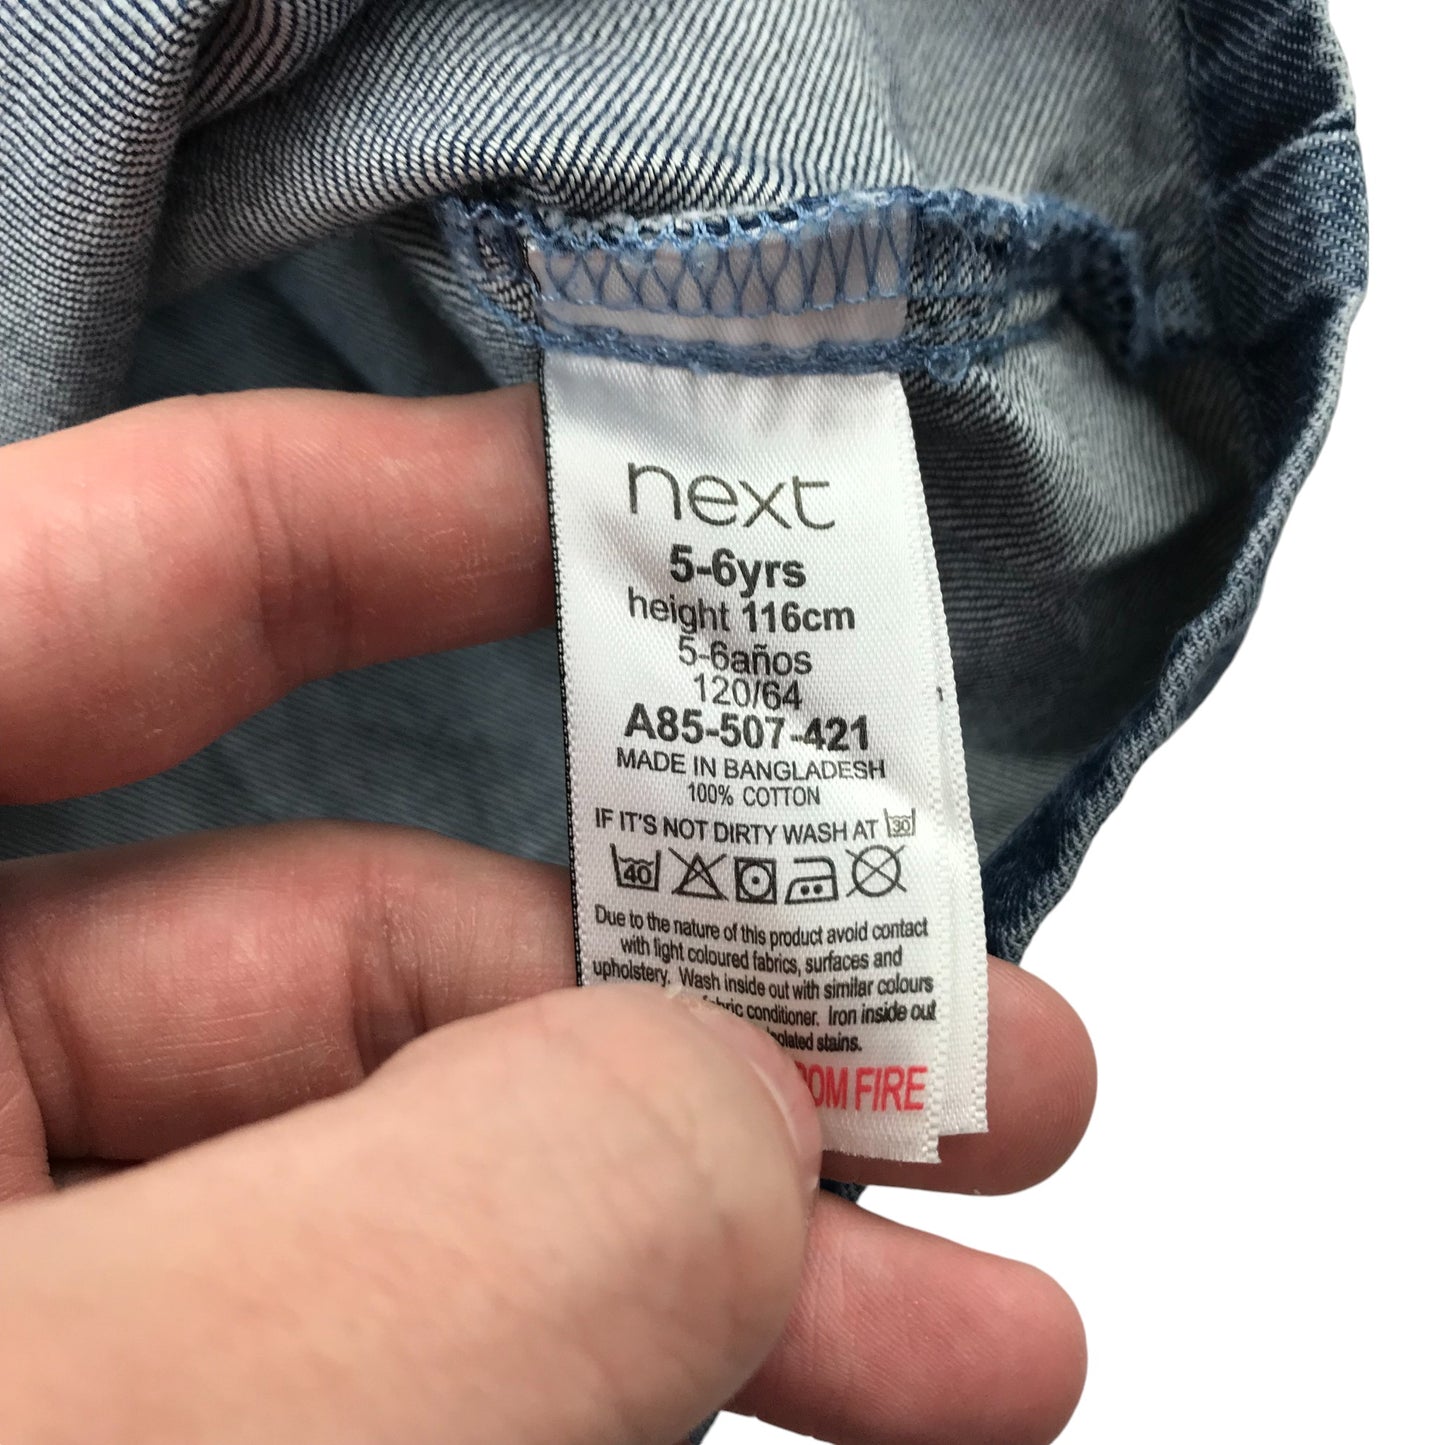 next
5-6yrs
height 116cm
5-6años
120/64
A85-507-421
MADE IN BANGLADESH
100% COTTON
IF IT'S NOT DIRTY WASH AT 30
40
Due to the nature of this product avoid contact
with light coloured fabrics, surfaces and
upholstery. Wash inside out with similar colours
conditioner. Iron inside out
stains.
FIRE